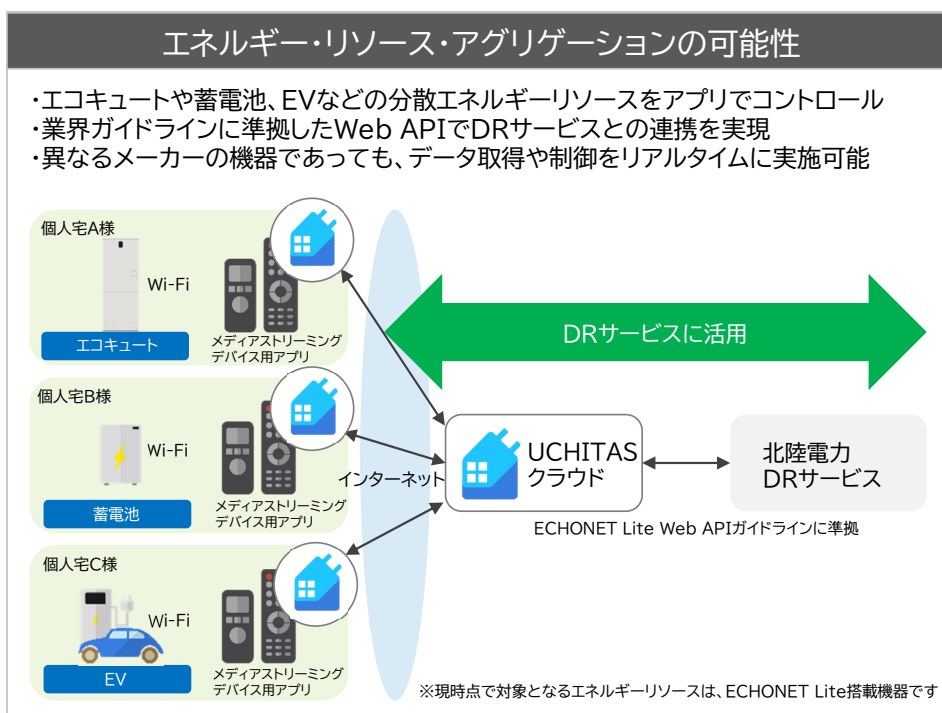 エネルギー・リソース・アグリゲーションの可能性
・エコキュートや蓄電池、EVなどの分散エネルギーリソースをアプリでコントロール
・業界ガイドラインに準拠したWeb APIでDRサービスとの連携を実現
・異なるメーカーの機器であっても、データ取得や制御をリアルタイムに実施可能
個人宅A様
Wi-Fi
エコキュート
メディアストリーミング
デバイス用アプリ
個人宅B様
Wi-Fi
蓄電池
メディアストリーミング
デバイス用アプリ
個人宅C様
Wi-Fi
EV
メディアストリーミング
デバイス用アプリ
インターネット
DRサービスに活用
UCHITAS
クラウド
北陸電力
DRサービス
ECHONET Lite Web APIガイドラインに準拠
※現時点で対象となるエネルギーリソースは、ECHONET Lite搭載機器です